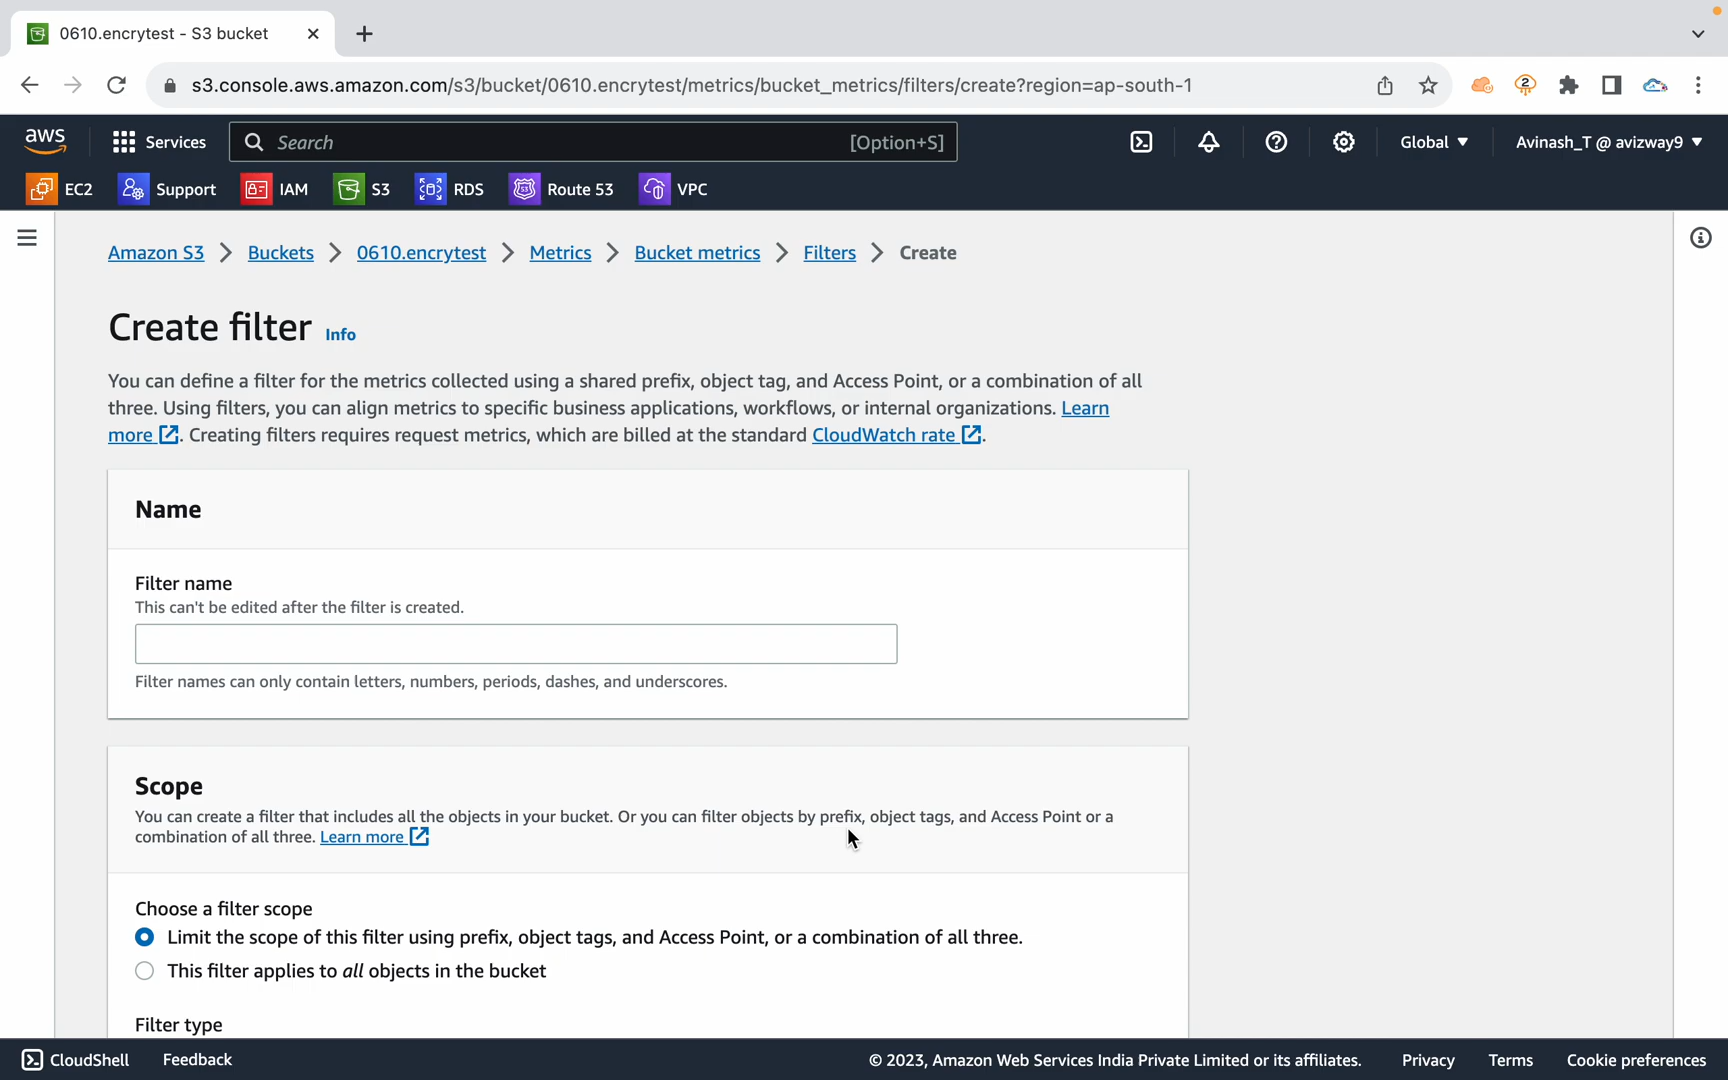 0610.encrytest - S3 bucket
s3.console.aws.amazon.com/s3/bucket/0610.encrytest/metrics/bucket_metrics/filters/create?region=ap-south-1
2
aws
Services
Search
[Option+S]
Global
Avinash_T @ avizway9
EC2
Support
IAM
S3
RDS
Route 53
VPC
Amazon S3 > Buckets > 0610.encrytest > Metrics > Bucket metrics > Filters > Create
Create filter Info
You can define a filter for the metrics collected using a shared prefix, object tag, and Access Point, or a combination of all
three. Using filters, you can align metrics to specific business applications, workflows, or internal organizations. Learn
more. Creating filters requires request metrics, which are billed at the standard CloudWatch rate.
Name
Filter name
This can't be edited after the filter is created.
Filter names can only contain letters, numbers, periods, dashes, and underscores.
Scope
You can create a filter that includes all the objects in your bucket. Or you can filter objects by prefix, object tags, and Access Point or a
combination of all three. Learn more
Choose a filter scope
Limit the scope of this filter using prefix, object tags, and Access Point, or a combination of all three.
This filter applies to all objects in the bucket
Filter type
CloudShell
Feedback
© 2023, Amazon Web Services India Private Limited or its affiliates.
Privacy
Terms
Cookie preferences